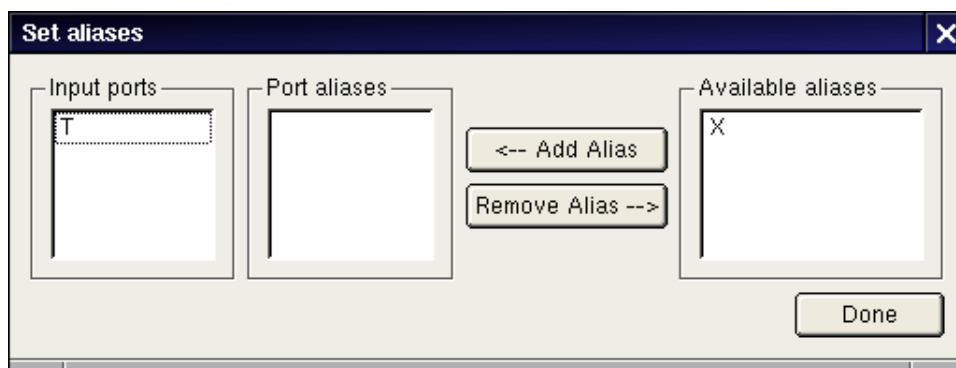 Set aliases
Input ports
Port aliases
Available aliases
T
X
<-- Add Alias
Remove Alias -->
Done